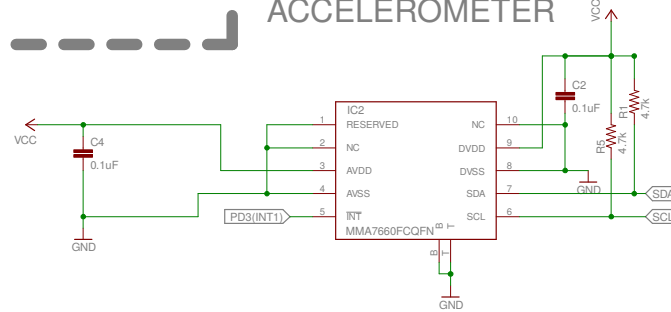 ACCELEROMETER
VCC
C2
0.1uF
R1
4.7k
R5
4.7k
IC2
1
RESERVED
NC
10
2
NC
DVDD
9
3
AVDD
DVSS
8
4
AVSS
SDA
7
5
INT
SCL
6
MMA7660FCQFN
B
T
B
T
VCC
C4
0.1uF
GND
PD3(INT1)
GND
SDA
SCL
GND